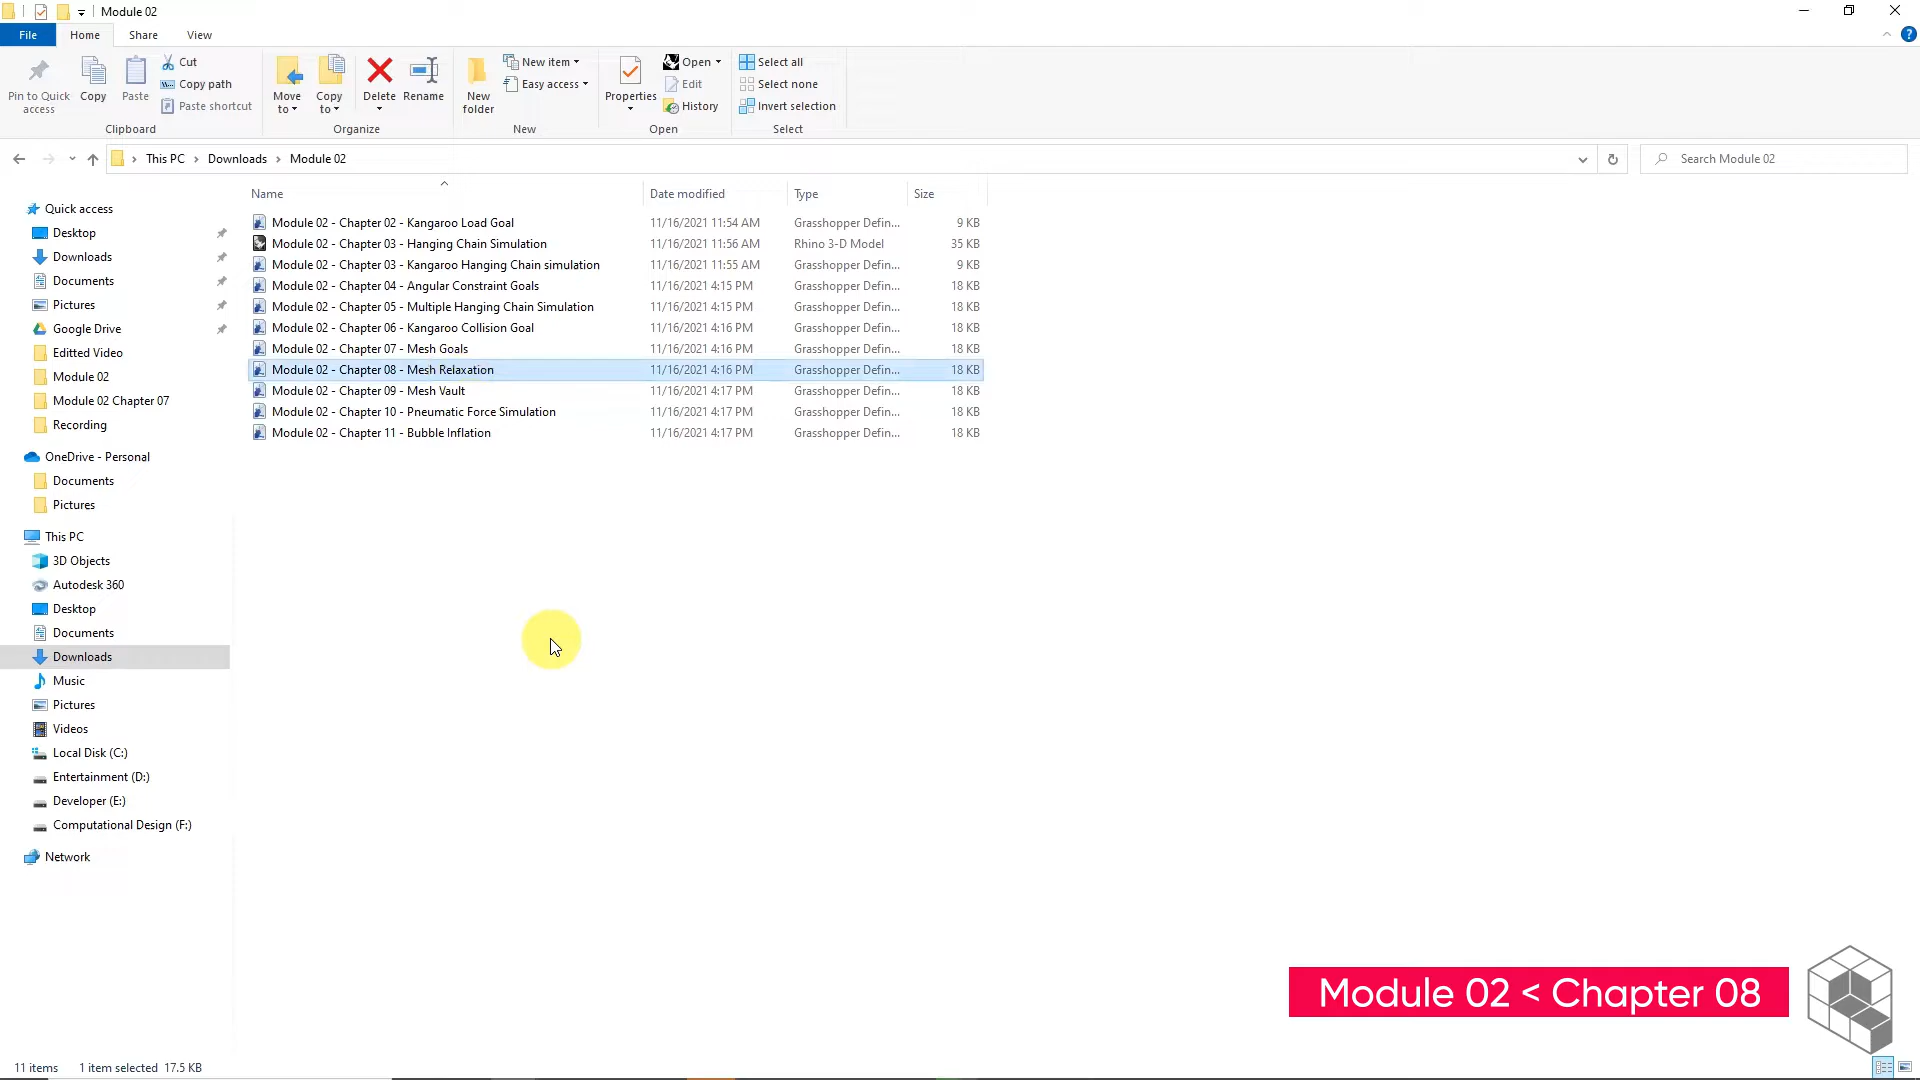 Module 02
File Home Share View
Pin to Quick access
Copy
Paste
Cut
Copy path
Paste shortcut
Clipboard
Move to
Copy to
Delete
Rename
Organize
New folder
New item
Easy access
New
Properties
Open
Edit
History
Open
Select all
Select none
Invert selection
Select
This PC > Downloads > Module 02
Search Module 02
Name Date modified Type Size
Module 02 - Chapter 02 - Kangaroo Load Goal 11/16/2021 11:54 AM Grasshopper Defin... 9 KB
Module 02 - Chapter 03 - Hanging Chain Simulation 11/16/2021 11:56 AM Rhino 3-D Model 35 KB
Module 02 - Chapter 03 - Kangaroo Hanging Chain simulation 11/16/2021 11:55 AM Grasshopper Defin... 9 KB
Module 02 - Chapter 04 - Angular Constraint Goals 11/16/2021 4:15 PM Grasshopper Defin... 18 KB
Module 02 - Chapter 05 - Multiple Hanging Chain Simulation 11/16/2021 4:15 PM Grasshopper Defin... 18 KB
Module 02 - Chapter 06 - Kangaroo Collision Goal 11/16/2021 4:16 PM Grasshopper Defin... 18 KB
Module 02 - Chapter 07 - Mesh Goals 11/16/2021 4:16 PM Grasshopper Defin... 18 KB
Module 02 - Chapter 08 - Mesh Relaxation 11/16/2021 4:16 PM Grasshopper Defin... 18 KB
Module 02 - Chapter 09 - Mesh Vault 11/16/2021 4:17 PM Grasshopper Defin... 18 KB
Module 02 - Chapter 10 - Pneumatic Force Simulation 11/16/2021 4:17 PM Grasshopper Defin... 18 KB
Module 02 - Chapter 11 - Bubble Inflation 11/16/2021 4:17 PM Grasshopper Defin... 18 KB
Quick access
Desktop
Downloads
Documents
Pictures
Google Drive
Editted Video
Module 02
Module 02 Chapter 07
Recording
OneDrive - Personal
Documents
Pictures
This PC
3D Objects
Autodesk 360
Desktop
Documents
Downloads
Music
Pictures
Videos
Local Disk (C:)
Entertainment (D:)
Developer (E:)
Computational Design (F:)
Network
Module 02 < Chapter 08
11 items 1 item selected 17.5 KB